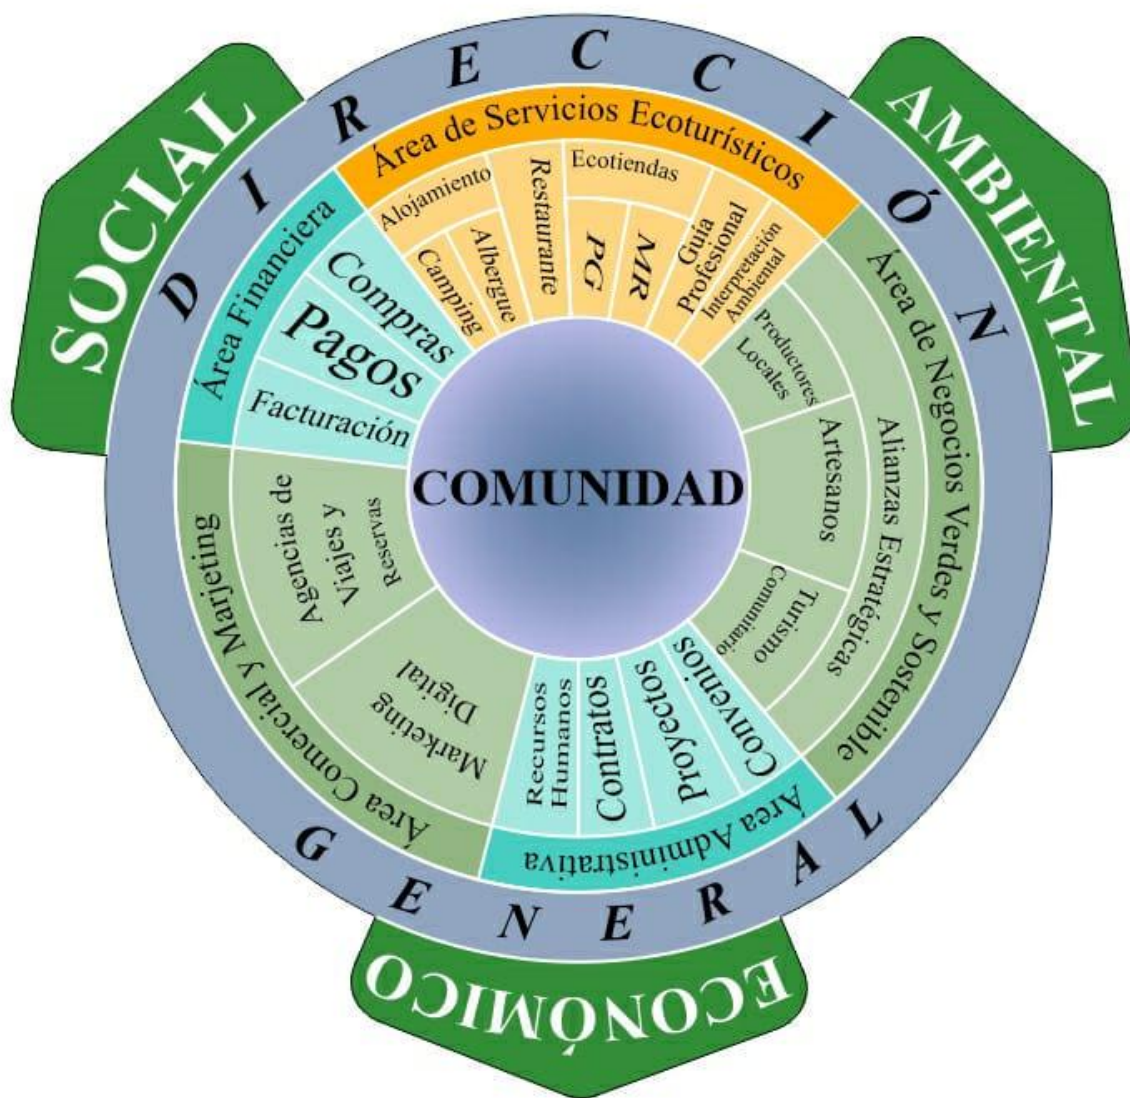 SOCIAL
AMBIENTAL
ECONÓMICO
DIRECCIÓN
GENERAL
Área de Servicios Ecoturísticos
Alojamiento
Camping
Albergue
Restaurante
Ecotiendas
PG
MR
Guía
Profesional
Interpretación
Ambiental
Área de Negocios Verdes y Sostenible
Alianzas Estratégicas
Productores
Locales
Artesanos
Turismo
Comunitario
Área Administrativa
Convenios
Proyectos
Contratos
Recursos
Humanos
Área Comercial y Marjeting
Marketing
Digital
Agencias de
Viajes y
Reservas
Área Financiera
Facturación
Pagos
Compras
COMUNIDAD